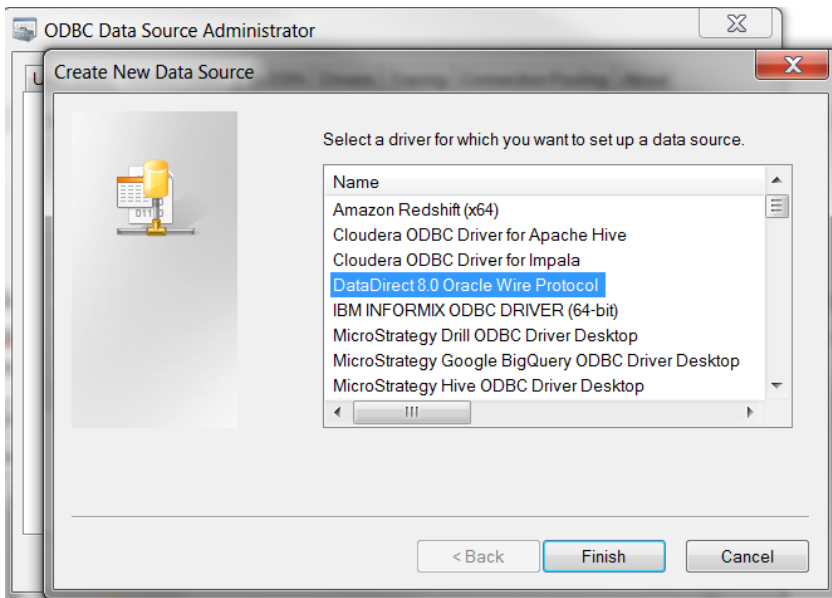 ODBC Data Source Administrator
Create New Data Source
Select a driver for which you want to set up a data source.
Name
Amazon Redshift (x64)
Cloudera ODBC Driver for Apache Hive
Cloudera ODBC Driver for Impala
DataDirect 8.0 Oracle Wire Protocol
IBM INFORMIX ODBC DRIVER (64-bit)
MicroStrategy Drill ODBC Driver Desktop
MicroStrategy Google BigQuery ODBC Driver Desktop
MicroStrategy Hive ODBC Driver Desktop
< Back Finish Cancel